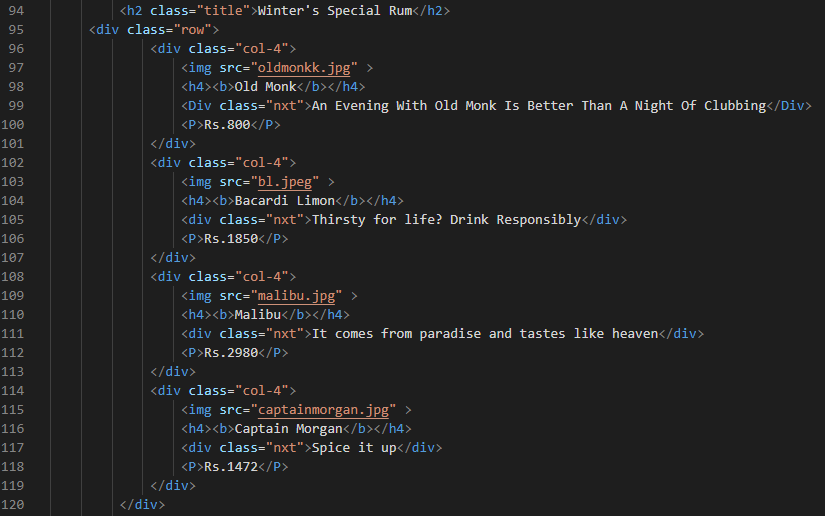 94 <h2 class="title">Winter's Special Rum</h2>
95 <div class="row">
96 <div class="col-4">
97 <img src="oldmonkk.jpg" >
98 <h4><b>Old Monk</b></h4>
99 <Div class="nxt">An Evening With Old Monk Is Better Than A Night Of Clubbing</Div>
100 <P>Rs.800</P>
101 </div>
102 <div class="col-4">
103 <img src="bl.jpeg" >
104 <h4><b>Bacardi Limon</b></h4>
105 <div class="nxt">Thirsty for life? Drink Responsibly</div>
106 <P>Rs.1850</P>
107 </div>
108 <div class="col-4">
109 <img src="malibu.jpg" >
110 <h4><b>Malibu</b></h4>
111 <div class="nxt">It comes from paradise and tastes like heaven</div>
112 <P>Rs.2980</P>
113 </div>
114 <div class="col-4">
115 <img src="captainmorgan.jpg" >
116 <h4><b>Captain Morgan</b></h4>
117 <div class="nxt">Spice it up</div>
118 <P>Rs.1472</P>
119 </div>
120 </div>